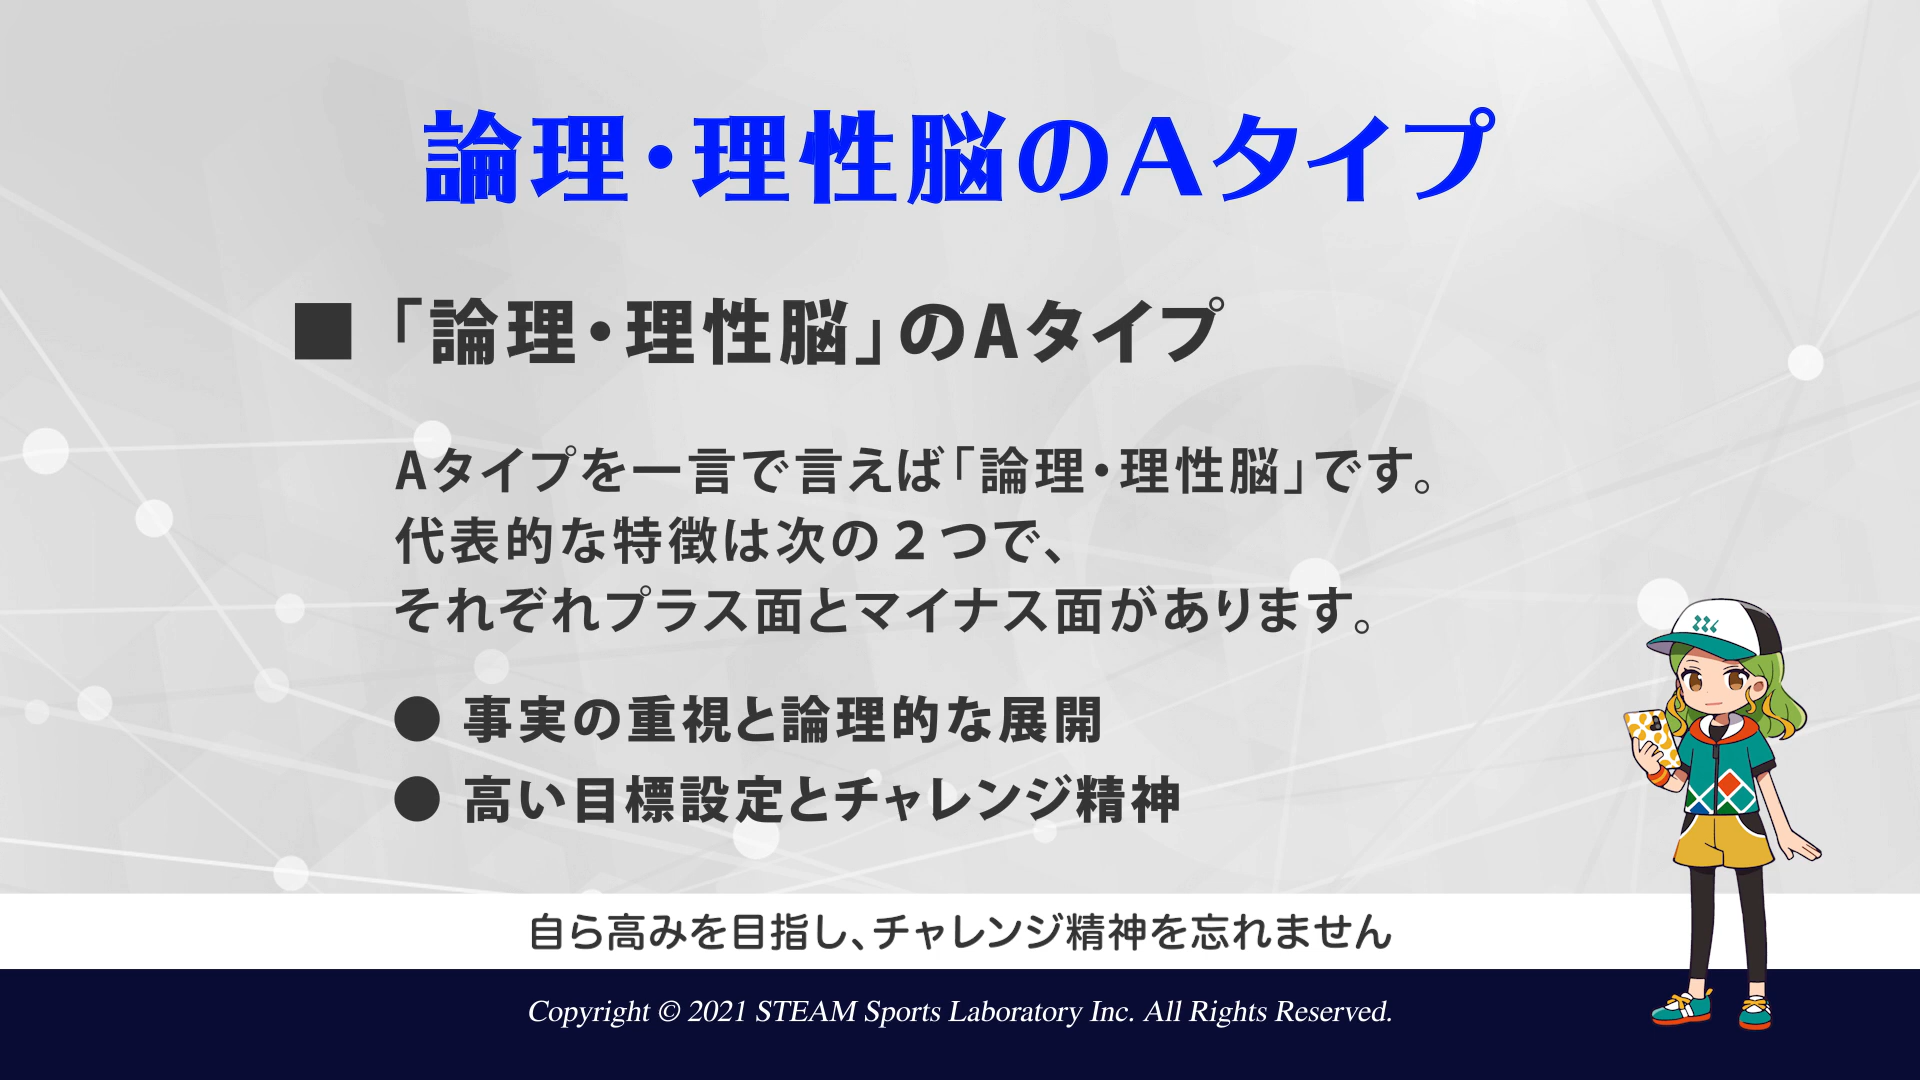 論理・理性脳のAタイプ
■ 「論理・理性脳」のAタイプ
Aタイプを一言で言えば「論理・理性脳」です。
代表的な特徴は次の２つで、
それぞれプラス面とマイナス面があります。
● 事実の重視と論理的な展開
● 高い目標設定とチャレンジ精神
自ら高みを目指し、チャレンジ精神を忘れません
Copyright © 2021 STEAM Sports Laboratory Inc. All Rights Reserved.